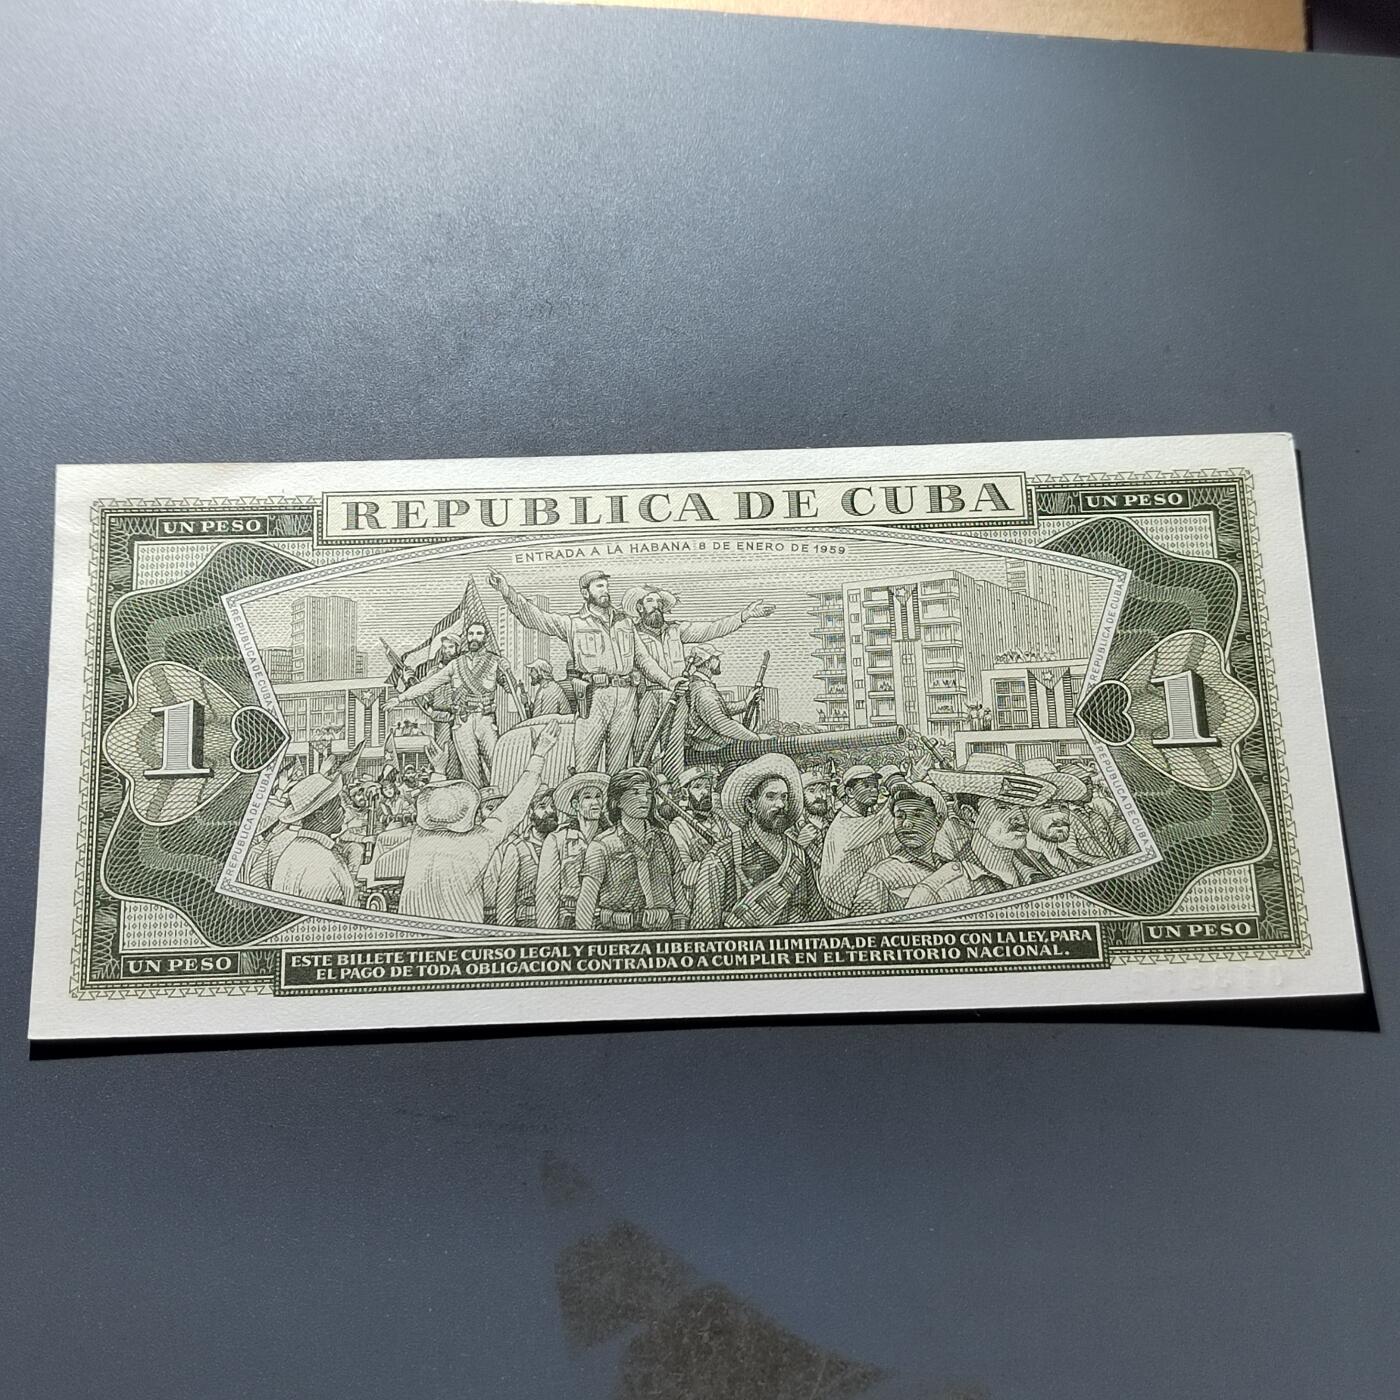 REPUBLICA DE CUBA
UN PESO
UN PESO
ENTRADA A LA HABANA 8 DE ENERO DE 1959
REPUBLICA DE CUBA
REPUBLICA DE CUBA
1
1
REPUBLICA DE CUBA
REPUBLICA DE CUBA
UN PESO
UN PESO
ESTE BILLETE TIENE CURSO LEGAL Y FUERZA LIBERATORIA ILIMITADA, DE ACUERDO CON LA LEY, PARA
EL PAGO DE TODA OBLIGACION CONTRAIDA O A CUMPLIR EN EL TERRITORIO NACIONAL.